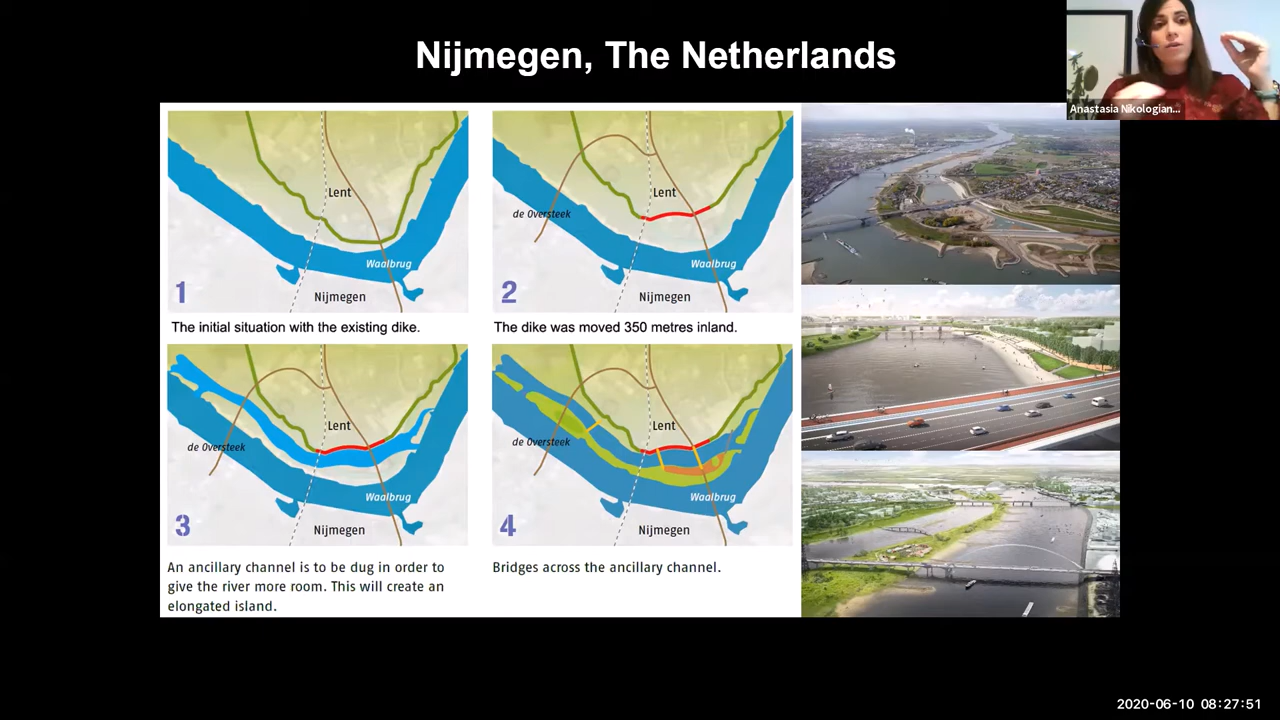 Nijmegen, The Netherlands
Anastasia Nikologian...
Lent
Waalbrug
1
Nijmegen
The initial situation with the existing dike.
Lent
de Oversteek
Waalbrug
2
Nijmegen
The dike was moved 350 metres inland.
Lent
de Oversteek
Waalbrug
3
Nijmegen
An ancillary channel is to be dug in order to
give the river more room. This will create an
elongated island.
Lent
de Oversteek
Waalbrug
4
Nijmegen
Bridges across the ancillary channel.
2020-06-10 08:27:51